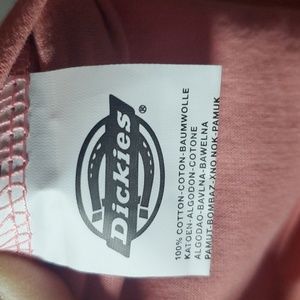 Dickies®
100% COTTON-COTON-BAUMWOLLE
KATOEN-ALGODON-COTONE
ALGODAO-BAVLNA-BAWELNA
PAMUT-BOMBAZ-XNO NOK-PAMUK